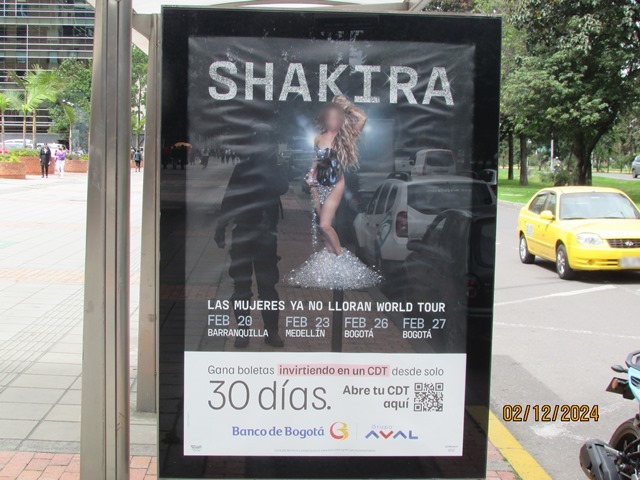 SHAKIRA
LAS MUJERES YA NO LLORAN WORLD TOUR
FEB 20 FEB 23 FEB 26 FEB 27
BARRANQUILLA MEDELLÍN BOGOTÁ BOGOTÁ
Gana boletas invirtiendo en un CDT desde solo
30 días.
Abre tu CDT
aquí
Banco de Bogotá
Grupo
AVAL
02/12/2024